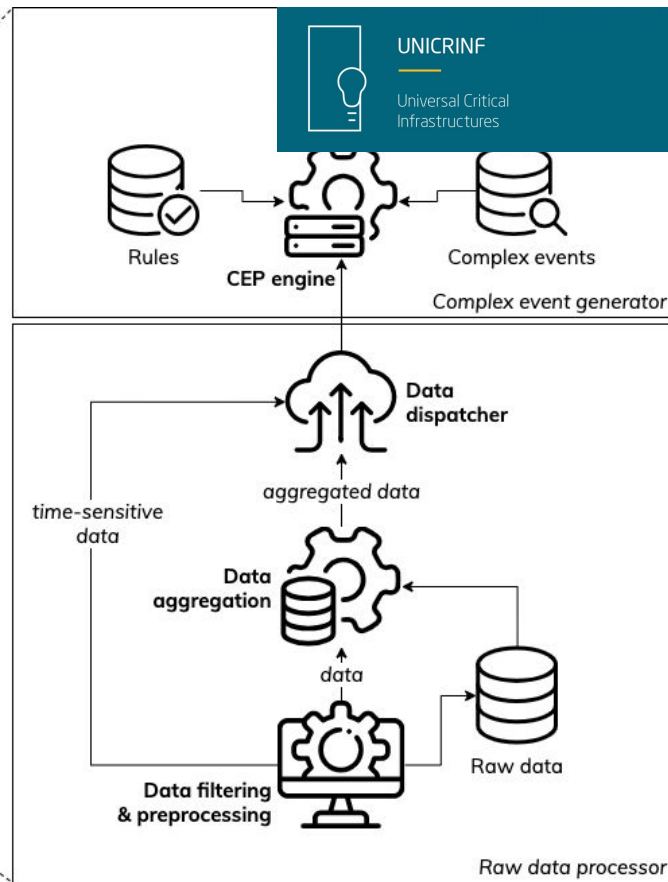 UNICRINF
Universal Critical
Infrastructures
Rules
Complex events
CEP engine
Complex event generator
Data
dispatcher
aggregated data
time-sensitive
data
Data
aggregation
data
Raw data
Data filtering
& preprocessing
Raw data processor